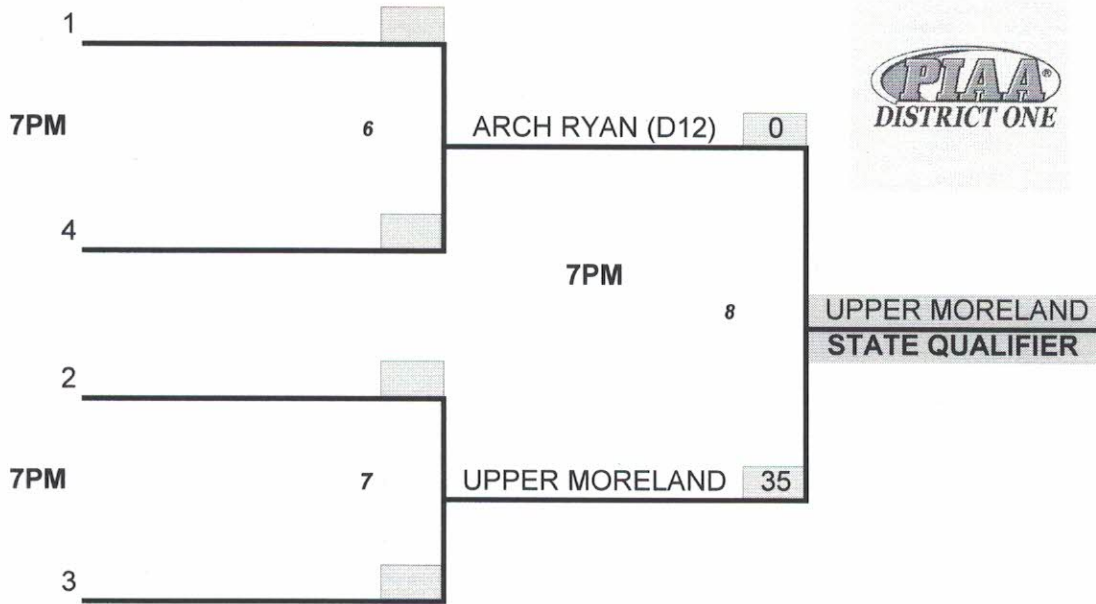 1
PIAA®
DISTRICT ONE
7PM
6
ARCH RYAN (D12) 0
4
7PM
8
UPPER MORELAND
STATE QUALIFIER
2
7PM
7
UPPER MORELAND 35
3